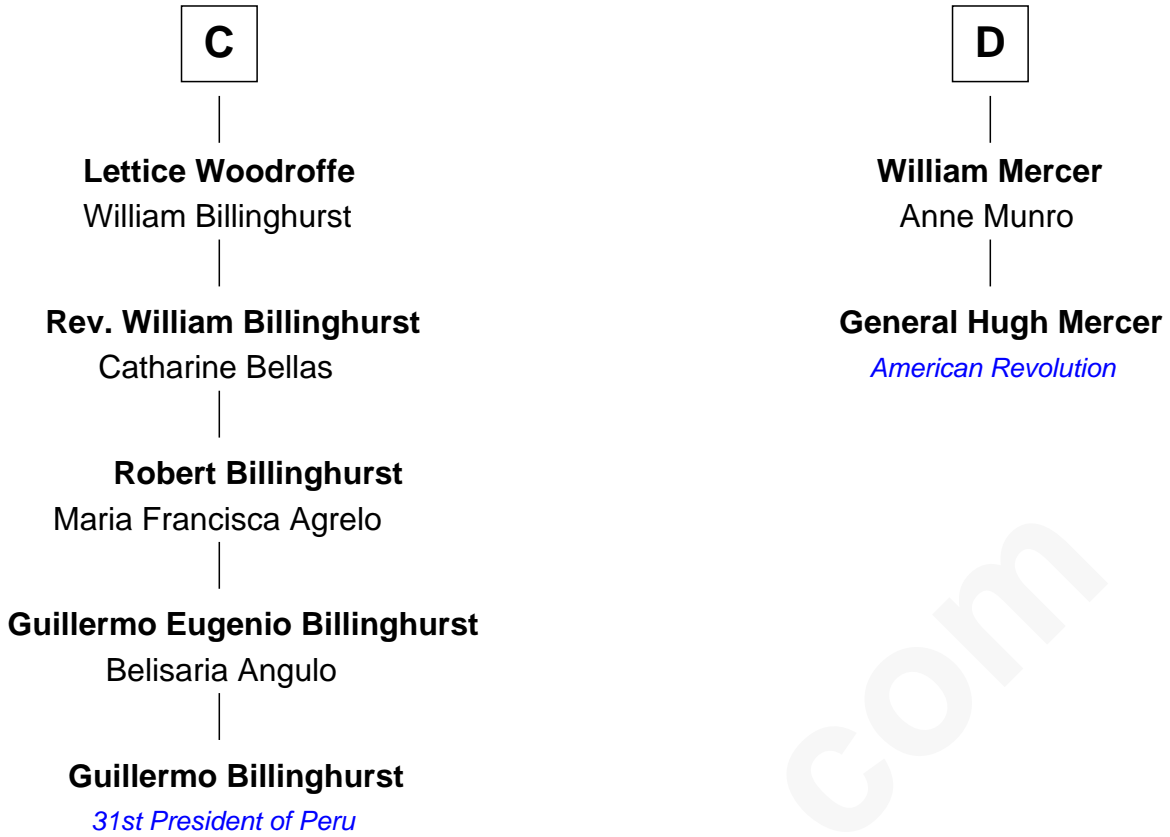 C
Lettice Woodroffe
William Billinghurst
Rev. William Billinghurst
Catharine Bellas
Robert Billinghurst
Maria Francisca Agrelo
Guillermo Eugenio Billinghurst
Belisaria Angulo
Guillermo Billinghurst
31st President of Peru
D
William Mercer
Anne Munro
General Hugh Mercer
American Revolution
com